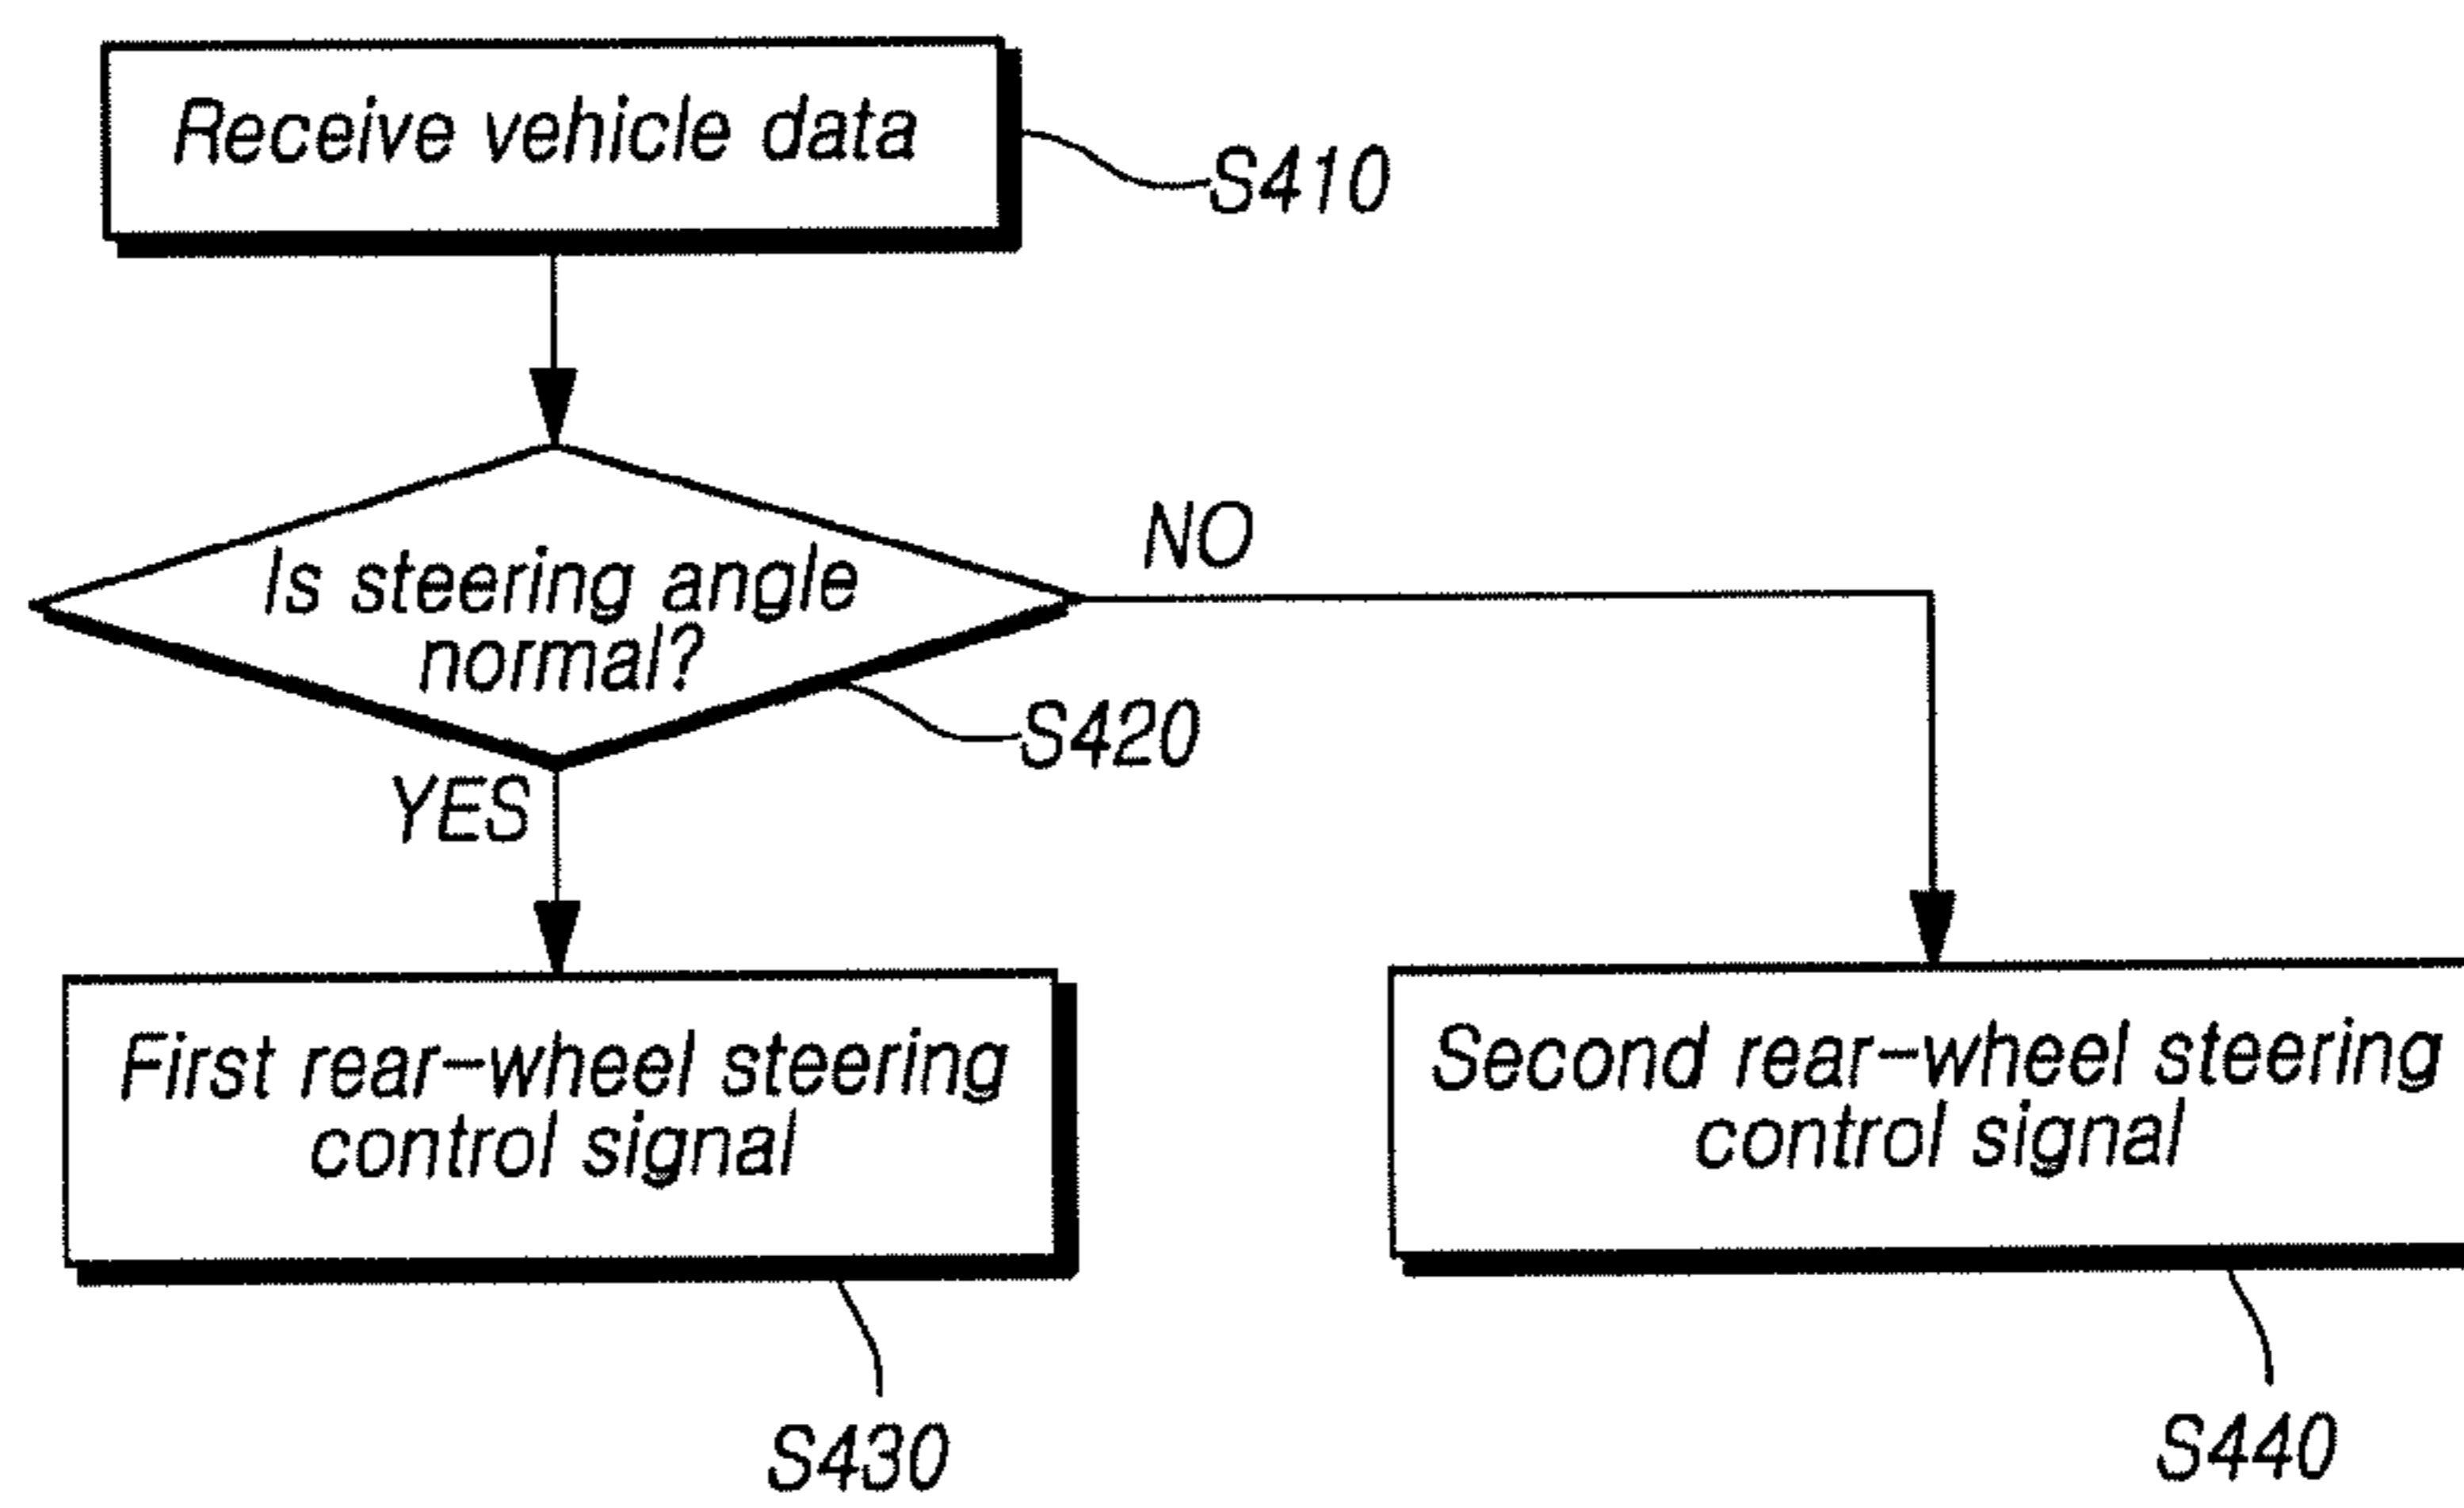 Receive vehicle data
S410
Is steering angle
normal?
NO
S420
YES
First rear-wheel steering
control signal
S430
Second rear-wheel steering
control signal
S440